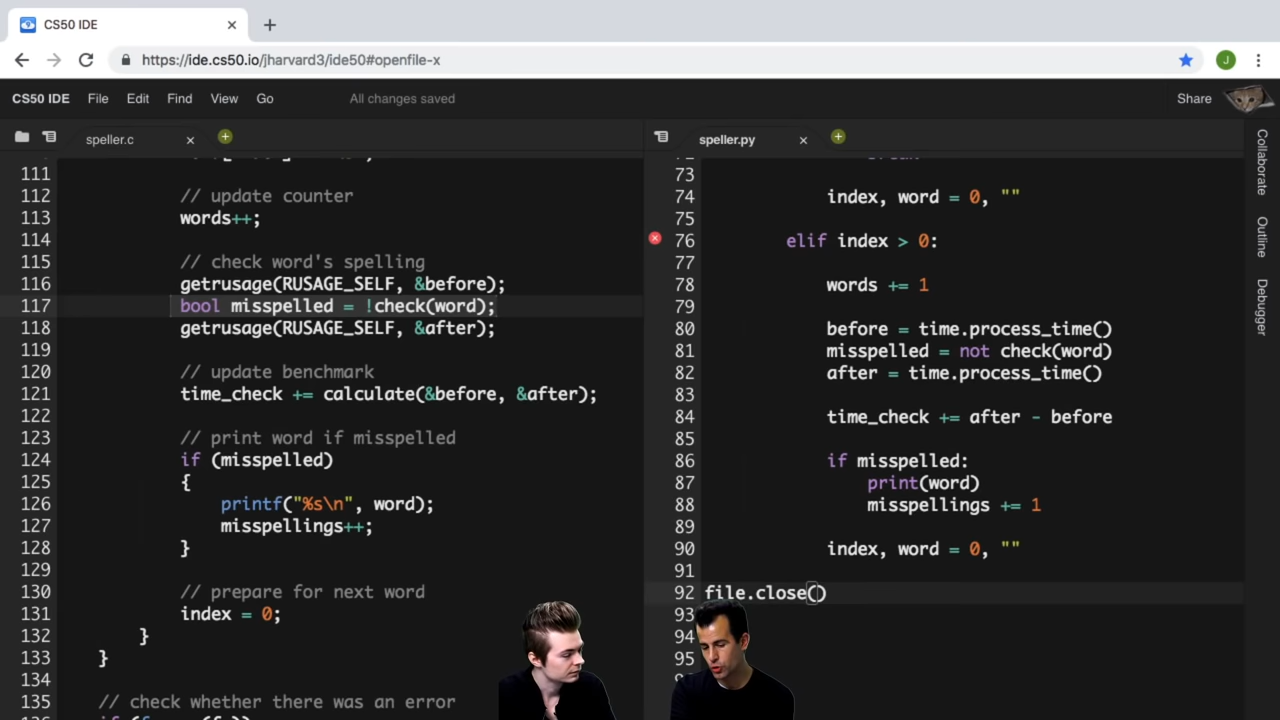 CS50 IDE
https://ide.cs50.io/jharvard3/ide50#openfile-x
J
CS50 IDE File Edit Find View Go All changes saved Share
speller.c
111
112 // update counter
113 words++;
114
115 // check word's spelling
116 getrusage(RUSAGE_SELF, &before);
117 bool misspelled = !check(word);
118 getrusage(RUSAGE_SELF, &after);
119
120 // update benchmark
121 time_check += calculate(&before, &after);
122
123 // print word if misspelled
124 if (misspelled)
125 {
126 printf("%s\n", word);
127 misspellings++;
128 }
129
130 // prepare for next word
131 index = 0;
132 }
133 }
134
135 // check whether there was an error
speller.py
73
74 index, word = 0, ""
75
76 elif index > 0:
77
78 words += 1
79
80 before = time.process_time()
81 misspelled = not check(word)
82 after = time.process_time()
83
84 time_check += after - before
85
86 if misspelled:
87 print(word)
88 misspellings += 1
89
90 index, word = 0, ""
91
92 file.close()
93
94
95
Collaborate
Outline
Debugger